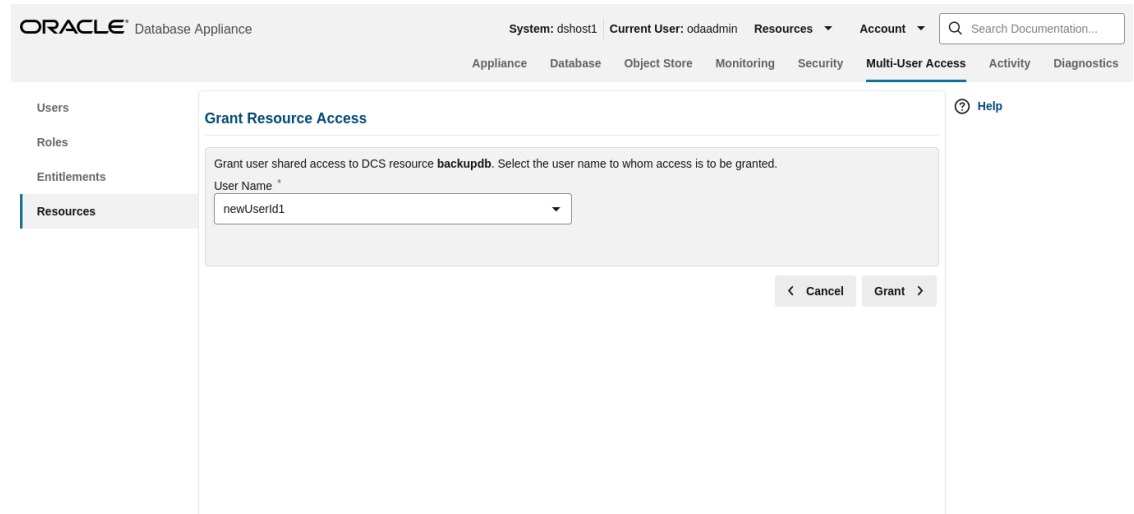 ORACLE® Database Appliance
System: dshost1 Current User: odaadmin Resources Account Search Documentation...
Appliance Database Object Store Monitoring Security Multi-User Access Activity Diagnostics
Users
Roles
Entitlements
Resources
Grant Resource Access
Grant user shared access to DCS resource backupdb. Select the user name to whom access is to be granted.
User Name *
newUserId1
Cancel Grant
Help